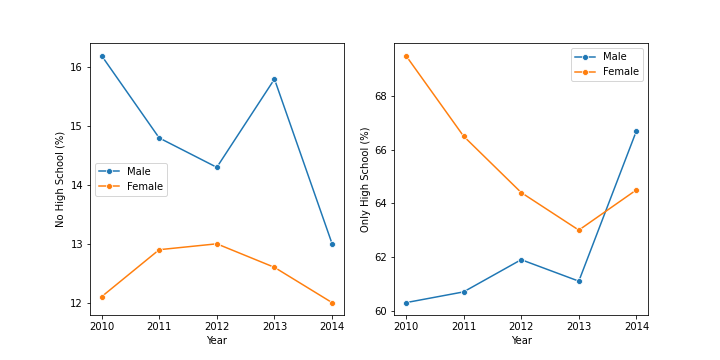 No High School (%)
16
15
14
13
12
Male
Female
2010 2011 2012 2013 2014
Year
Only High School (%)
68
66
64
62
60
Male
Female
2010 2011 2012 2013 2014
Year